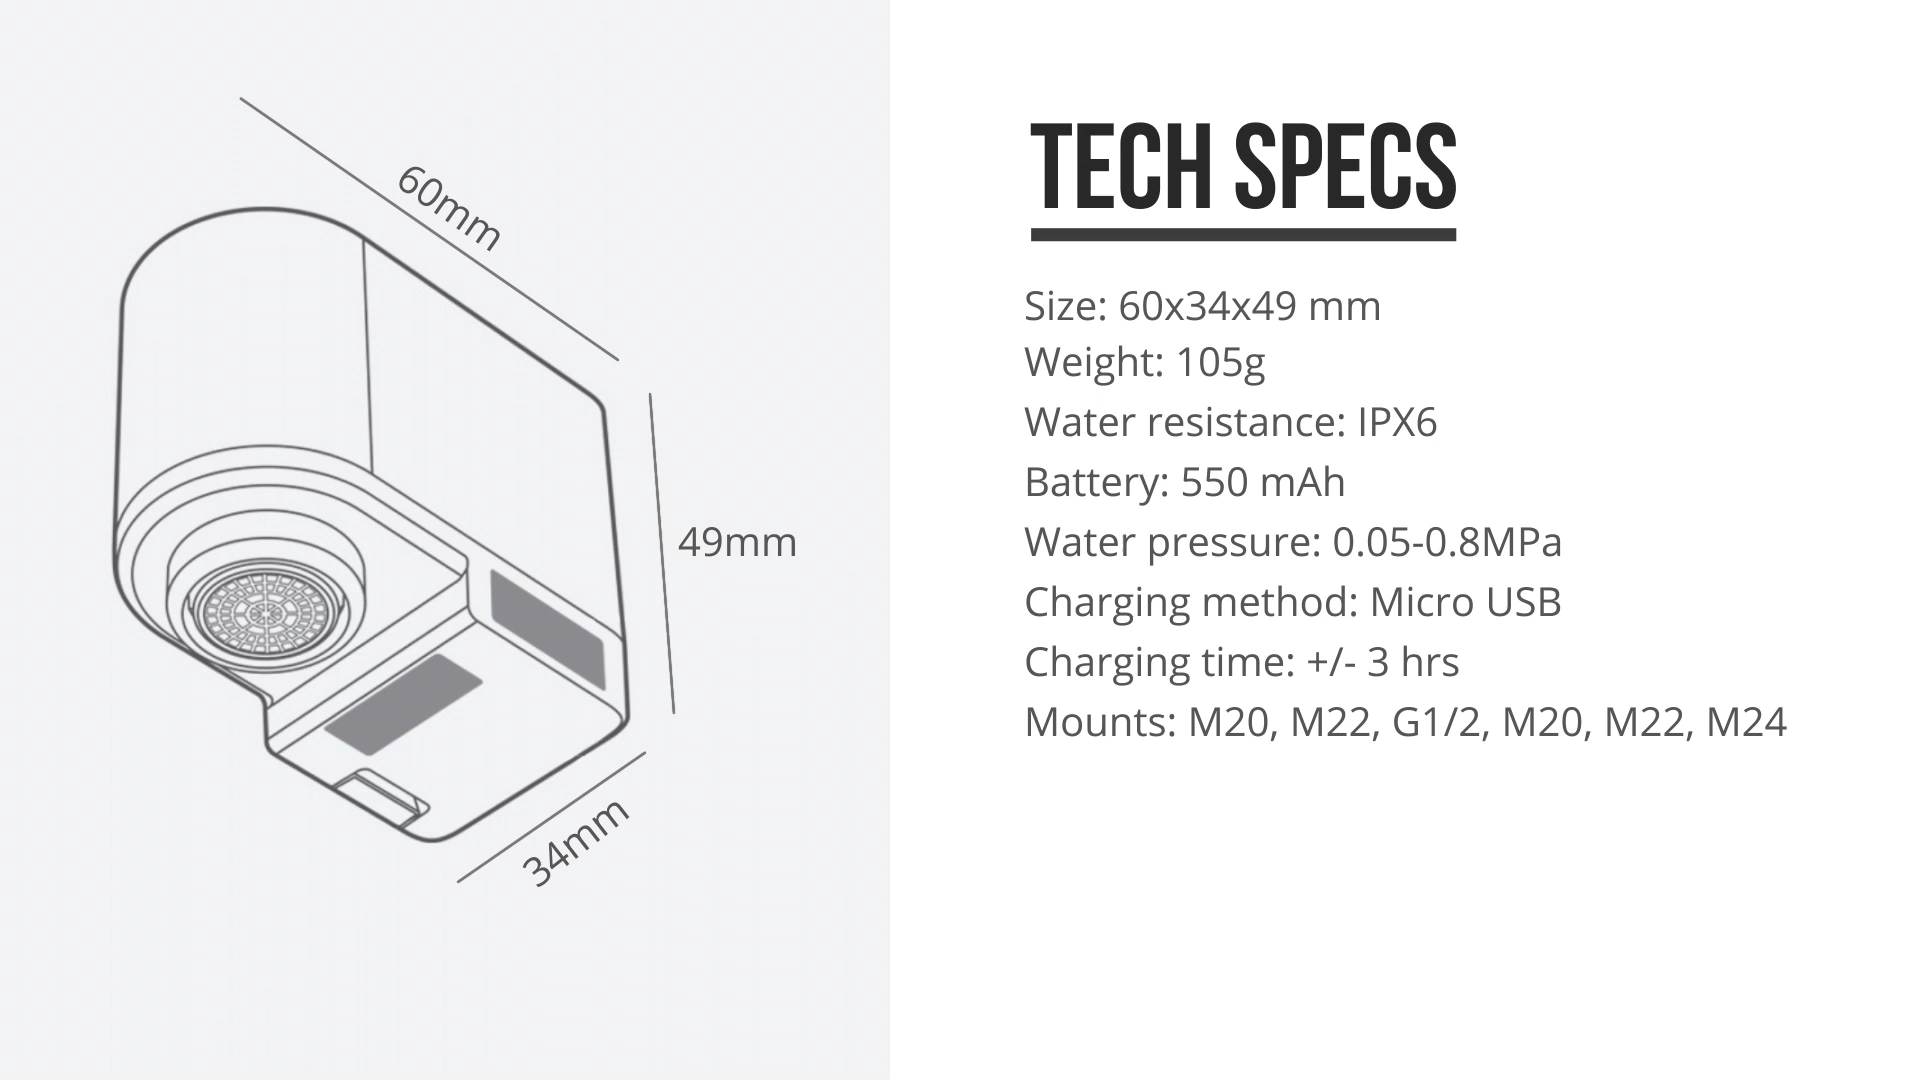 60mm
49mm
34mm
TECH SPECS
Size: 60x34x49 mm
Weight: 105g
Water resistance: IPX6
Battery: 550 mAh
Water pressure: 0.05-0.8MPa
Charging method: Micro USB
Charging time: +/- 3 hrs
Mounts: M20, M22, G1/2, M20, M22, M24